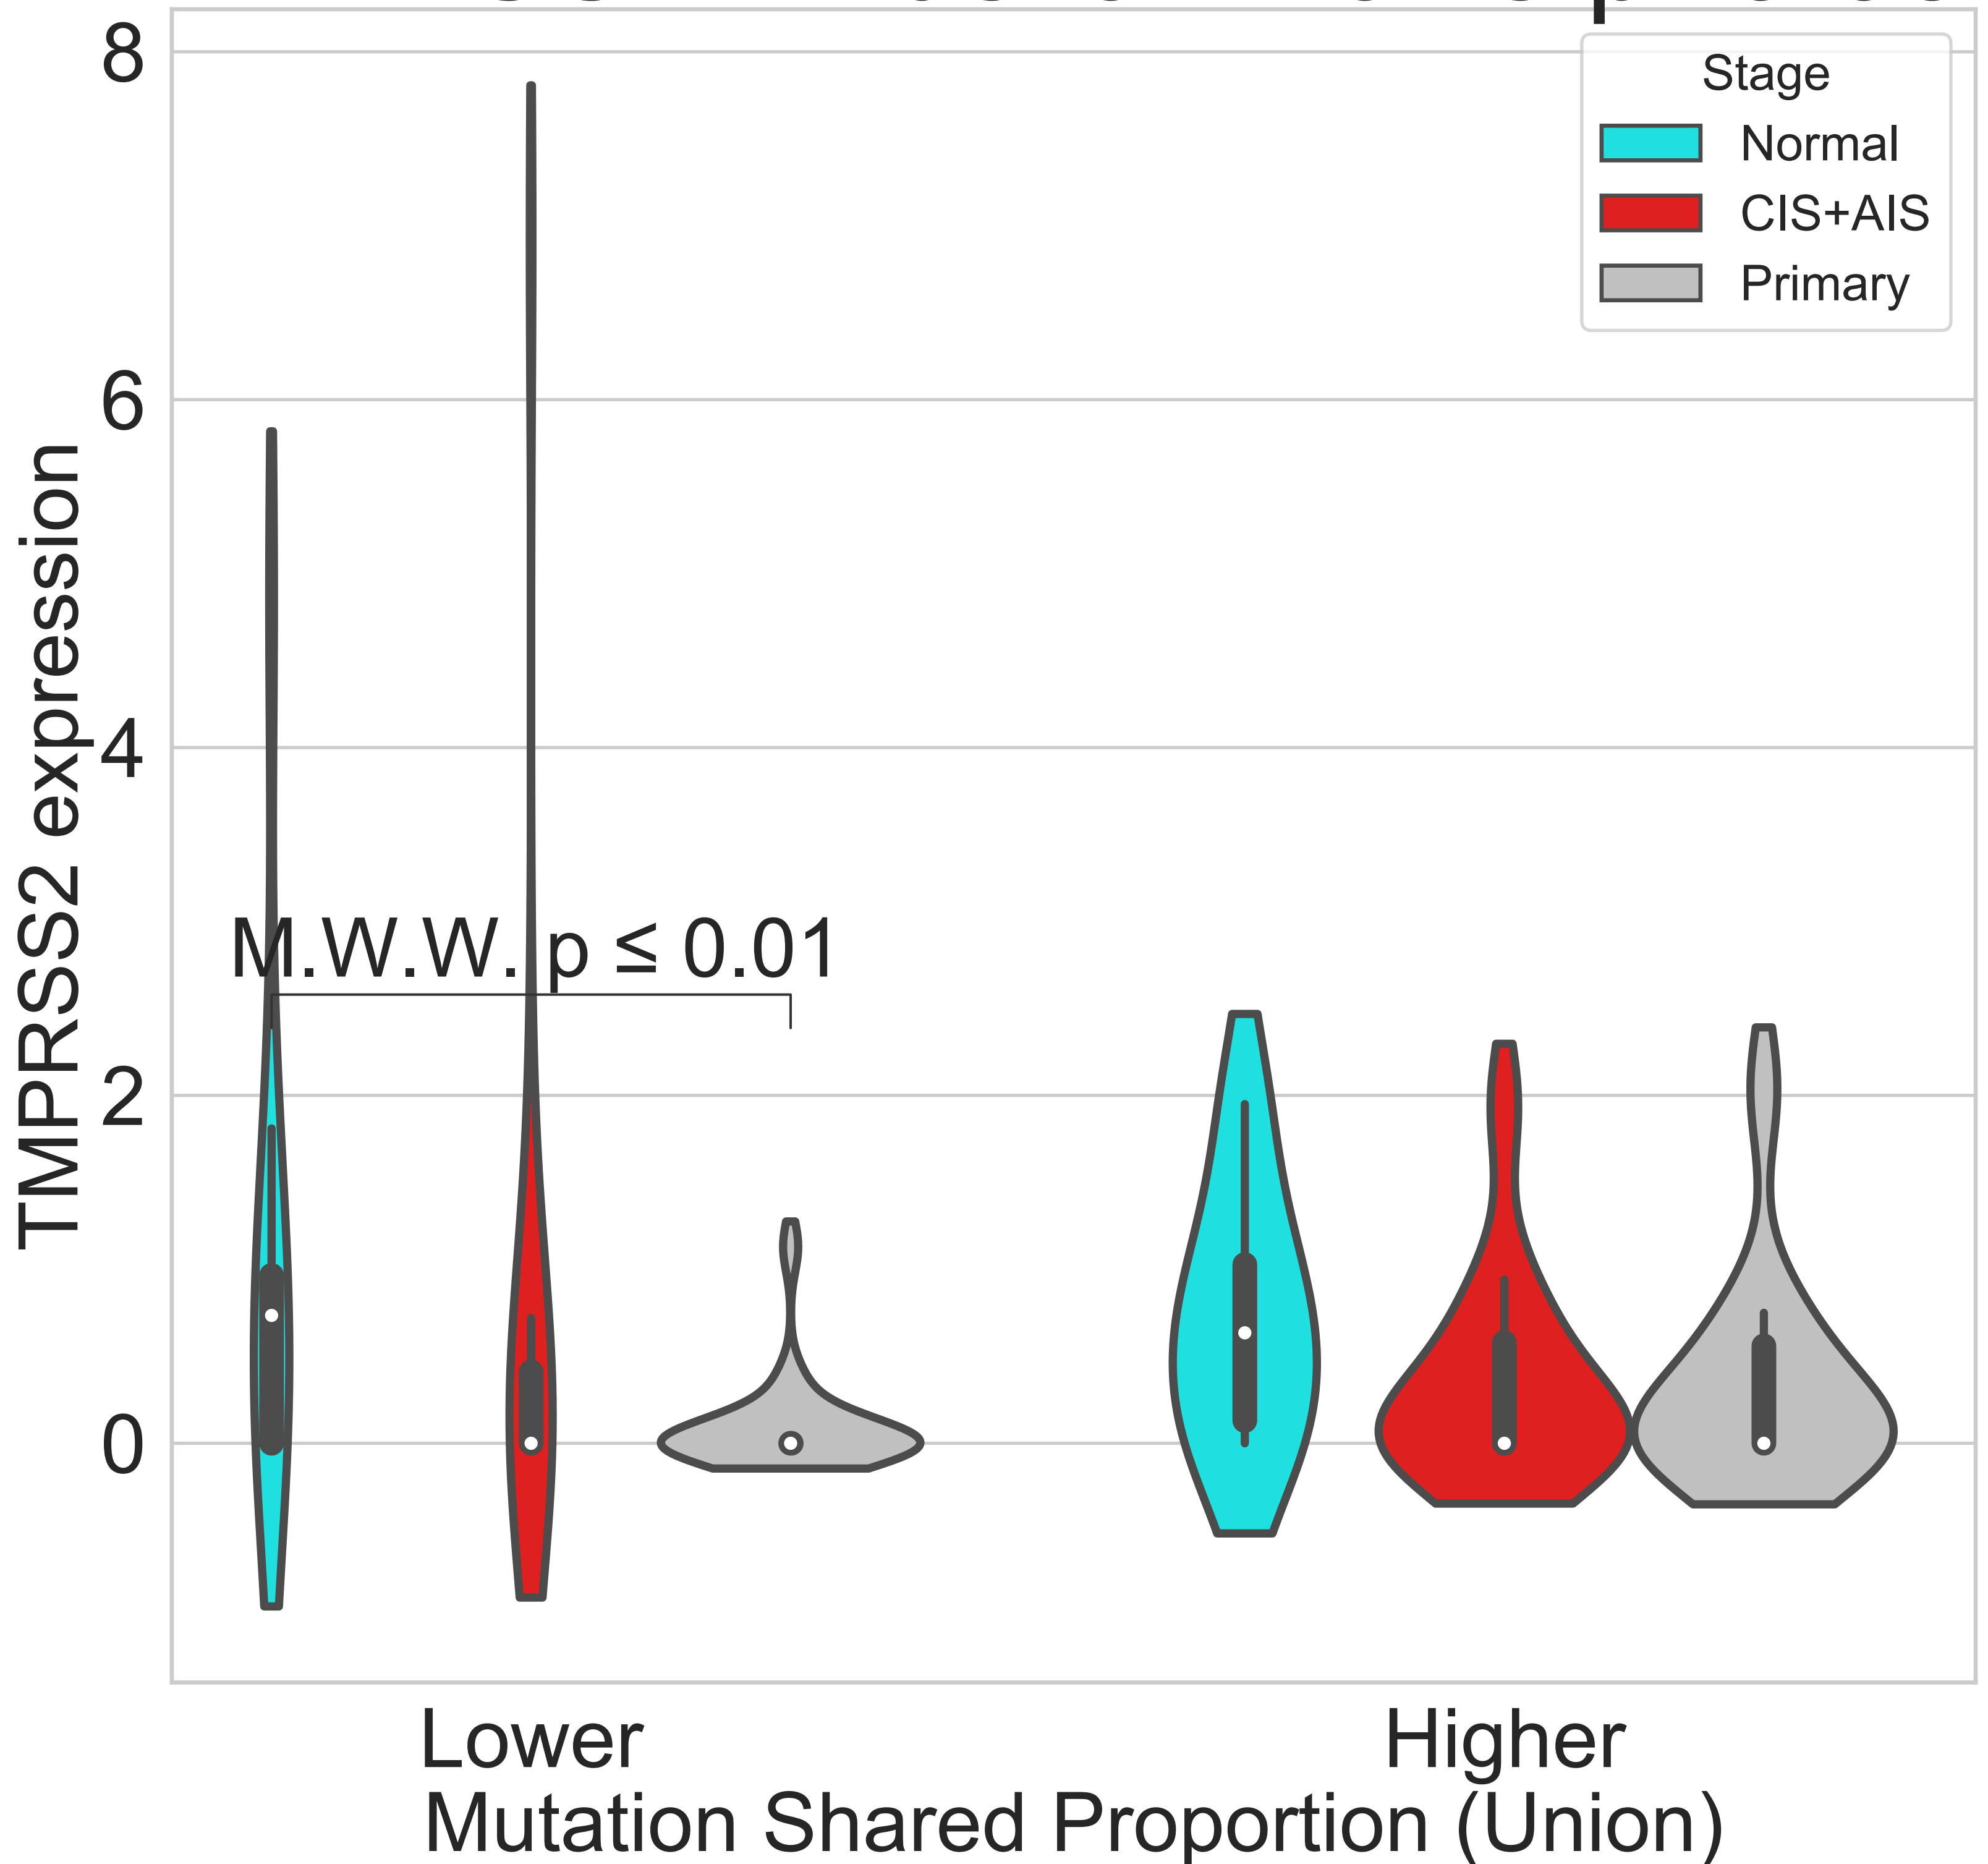 8
Stage
Normal
CIS+AIS
Primary
6
4
2
0
TMPRSS2 expression
M.W.W. p ≤ 0.01
Lower
Higher
Mutation Shared Proportion (Union)